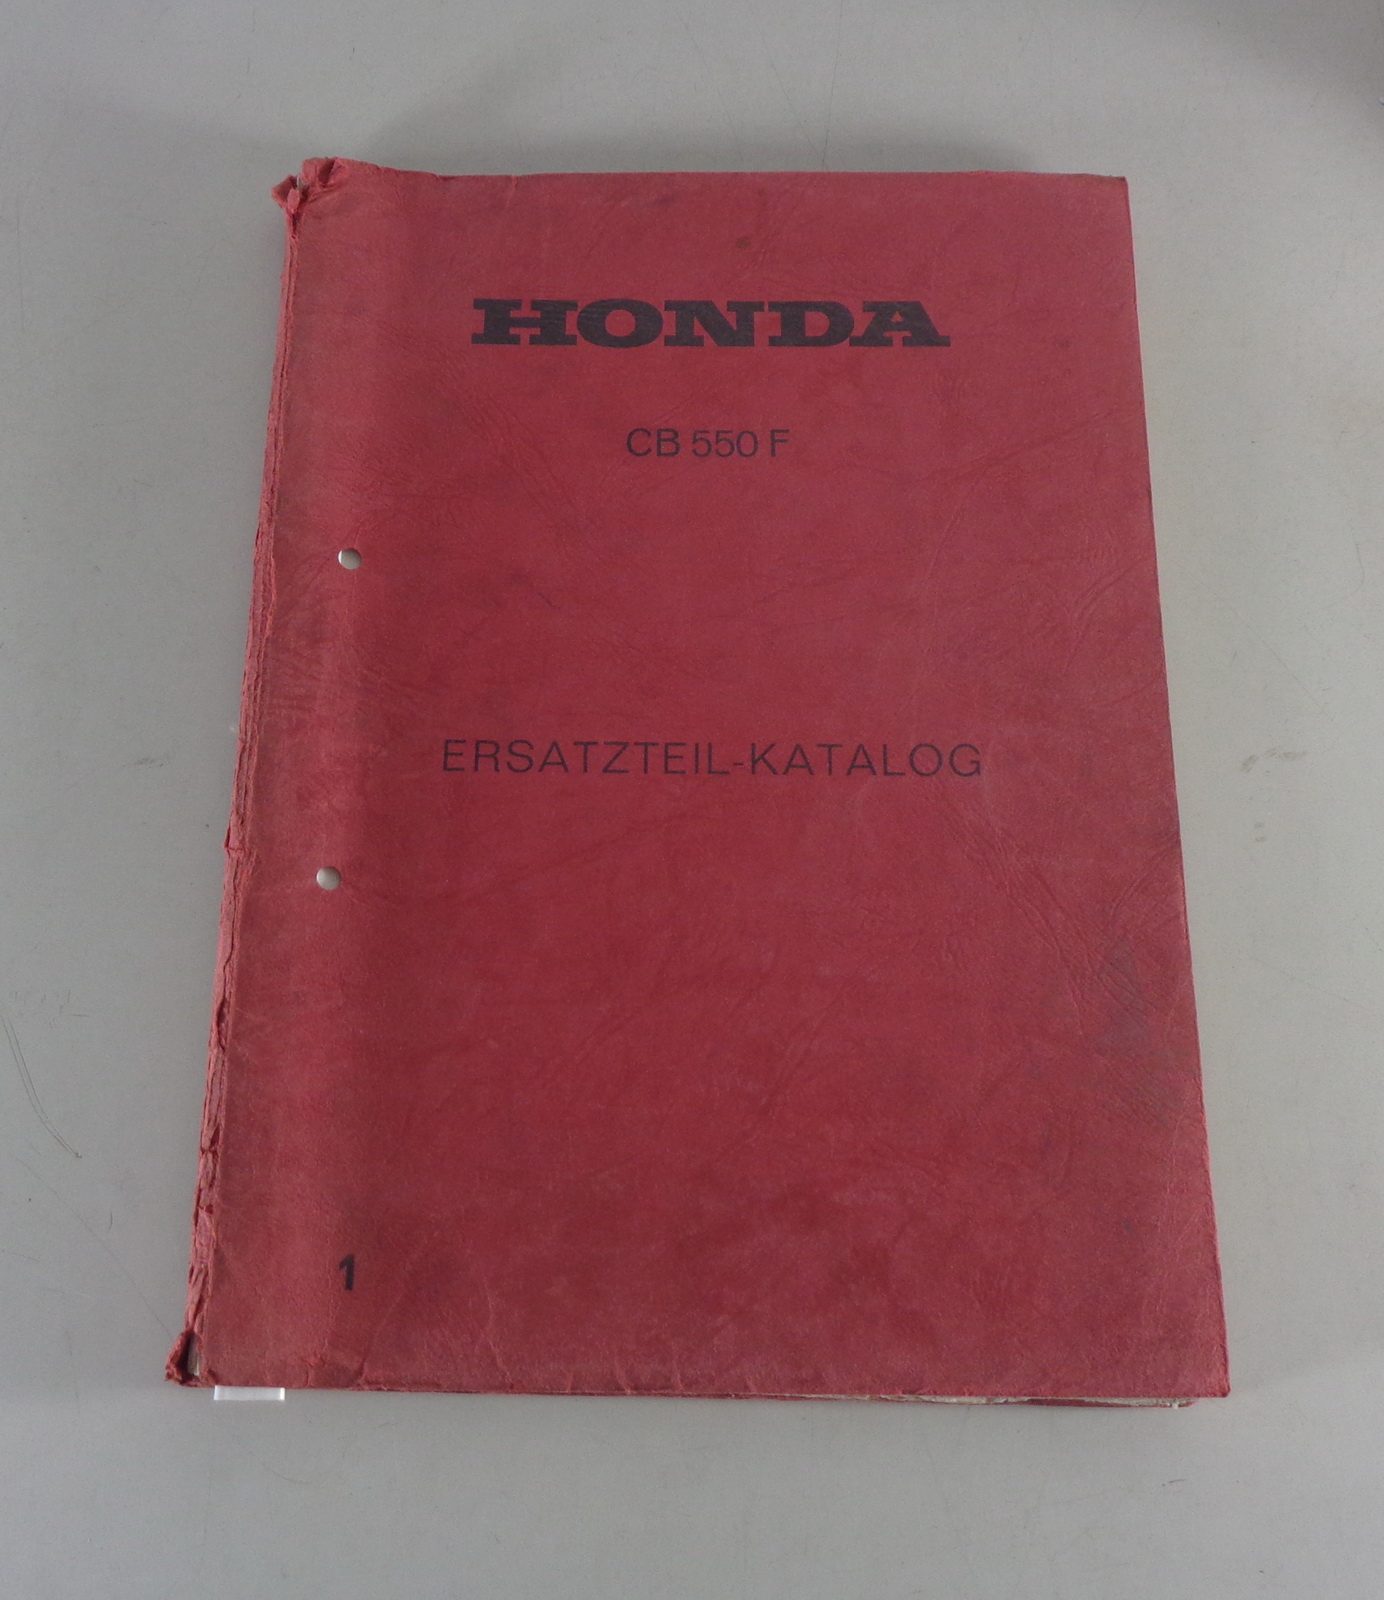 HONDA
CB 550 F
ERSATZTEIL-KATALOG
1